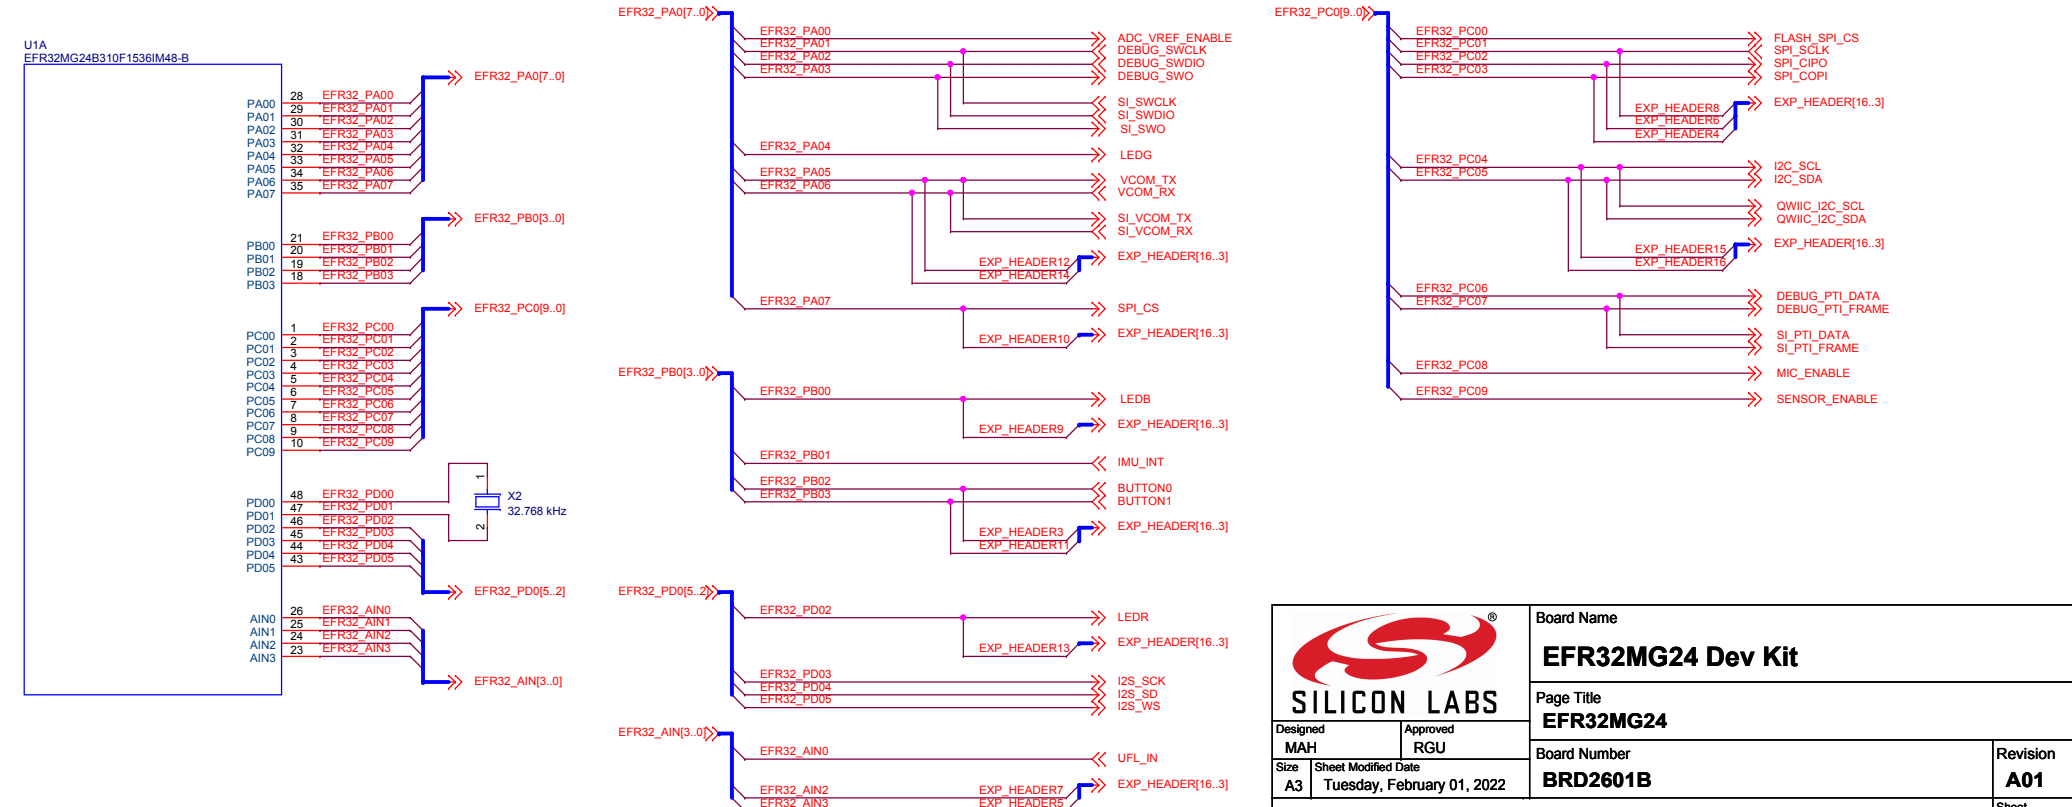 U1A
EFR32MG24B310F1536IM48-B
PA00 28 EFR32_PA00
PA01 29 EFR32_PA01
PA02 30 EFR32_PA02
PA03 31 EFR32_PA03
PA04 32 EFR32_PA04
PA05 33 EFR32_PA05
PA06 34 EFR32_PA06
PA07 35 EFR32_PA07
EFR32_PA0[7..0]
PB00 21 EFR32_PB00
PB01 20 EFR32_PB01
PB02 19 EFR32_PB02
PB03 18 EFR32_PB03
EFR32_PB0[3..0]
PC00 1 EFR32_PC00
PC01 2 EFR32_PC01
PC02 3 EFR32_PC02
PC03 4 EFR32_PC03
PC04 5 EFR32_PC04
PC05 6 EFR32_PC05
PC06 7 EFR32_PC06
PC07 8 EFR32_PC07
PC08 9 EFR32_PC08
PC09 10 EFR32_PC09
EFR32_PC0[9..0]
PD00 48 EFR32_PD00
PD01 47 EFR32_PD01
PD02 46 EFR32_PD02
PD03 45 EFR32_PD03
PD04 44 EFR32_PD04
PD05 43 EFR32_PD05
1
X2
32.768 kHz
2
EFR32_PD0[5..2]
AIN0 26 EFR32_AIN0
AIN1 25 EFR32_AIN1
AIN2 24 EFR32_AIN2
AIN3 23 EFR32_AIN3
EFR32_AIN[3..0]
EFR32_PA0[7..0]
EFR32_PA00 ADC_VREF_ENABLE
EFR32_PA01 DEBUG_SWCLK
EFR32_PA02 DEBUG_SWDIO
EFR32_PA03 DEBUG_SWO
SI_SWCLK
SI_SWDIO
SI_SWO
EFR32_PA04 LEDG
EFR32_PA05 VCOM_TX
EFR32_PA06 VCOM_RX
SI_VCOM_TX
SI_VCOM_RX
EXP_HEADER12 EXP_HEADER[16..3]
EXP_HEADER14
EFR32_PA07 SPI_CS
EXP_HEADER10 EXP_HEADER[16..3]
EFR32_PB0[3..0]
EFR32_PB00 LEDB
EXP_HEADER9 EXP_HEADER[16..3]
EFR32_PB01 IMU_INT
EFR32_PB02 BUTTON0
EFR32_PB03 BUTTON1
EXP_HEADER3 EXP_HEADER[16..3]
EXP_HEADER11
EFR32_PD0[5..2]
EFR32_PD02 LEDR
EXP_HEADER13 EXP_HEADER[16..3]
EFR32_PD03 I2S_SCK
EFR32_PD04 I2S_SD
EFR32_PD05 I2S_WS
EFR32_AIN[3..0]
EFR32_AIN0 UFL_IN
EFR32_AIN2 EXP_HEADER7 EXP_HEADER[16..3]
EFR32_AIN3 EXP_HEADER5
EFR32_PC0[9..0]
EFR32_PC00 FLASH_SPI_CS
EFR32_PC01 SPI_SCLK
EFR32_PC02 SPI_CIPO
EFR32_PC03 SPI_COPI
EXP_HEADER8 EXP_HEADER[16..3]
EXP_HEADER6
EXP_HEADER4
EFR32_PC04 I2C_SCL
EFR32_PC05 I2C_SDA
QWIIC_I2C_SCL
QWIIC_I2C_SDA
EXP_HEADER15 EXP_HEADER[16..3]
EXP_HEADER16
EFR32_PC06 DEBUG_PTI_DATA
EFR32_PC07 DEBUG_PTI_FRAME
SI_PTI_DATA
SI_PTI_FRAME
EFR32_PC08 MIC_ENABLE
EFR32_PC09 SENSOR_ENABLE
®
SILICON LABS
Board Name
EFR32MG24 Dev Kit
Page Title
EFR32MG24
Designed
MAH
Approved
RGU
Board Number
BRD2601B
Revision
A01
Size
A3
Sheet Modified Date
Tuesday, February 01, 2022
Sheet